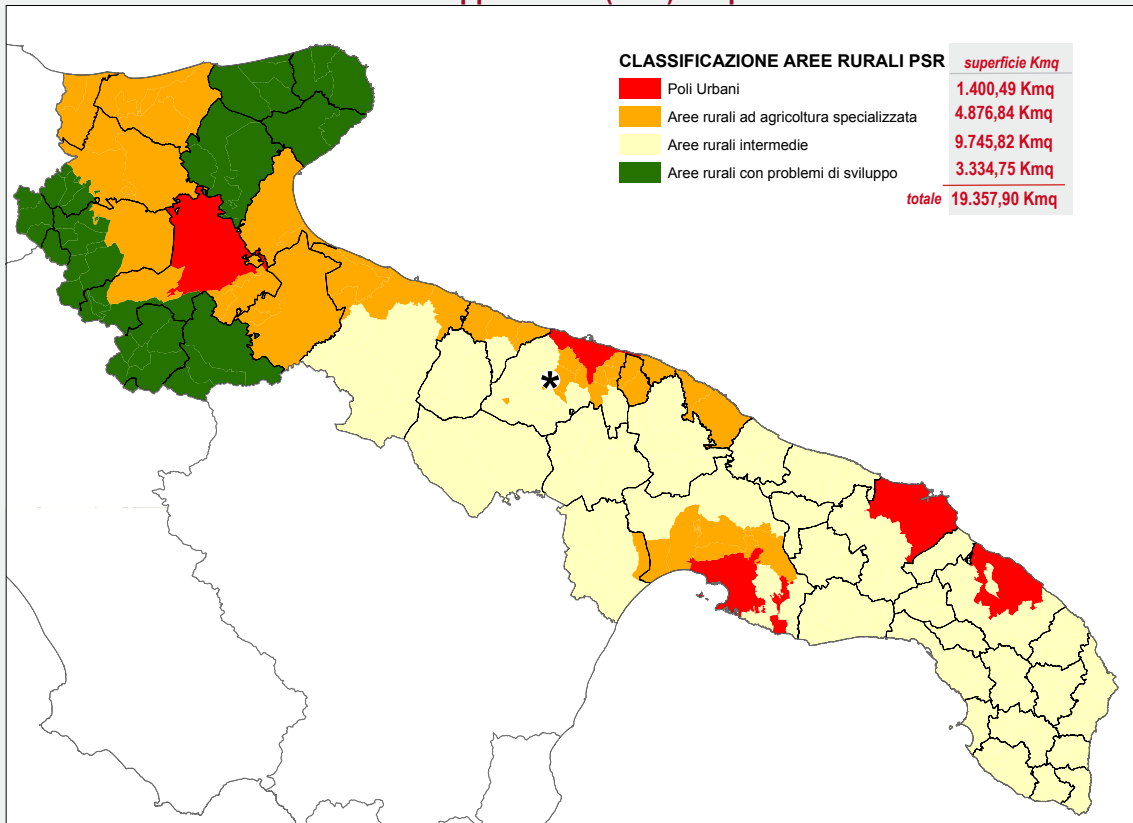 CLASSIFICAZIONE AREE RURALI PSR superficie Kmq
Poli Urbani 1.400,49 Kmq
Aree rurali ad agricoltura specializzata 4.876,84 Kmq
Aree rurali intermedie 9.745,82 Kmq
Aree rurali con problemi di sviluppo 3.334,75 Kmq
totale 19.357,90 Kmq
*